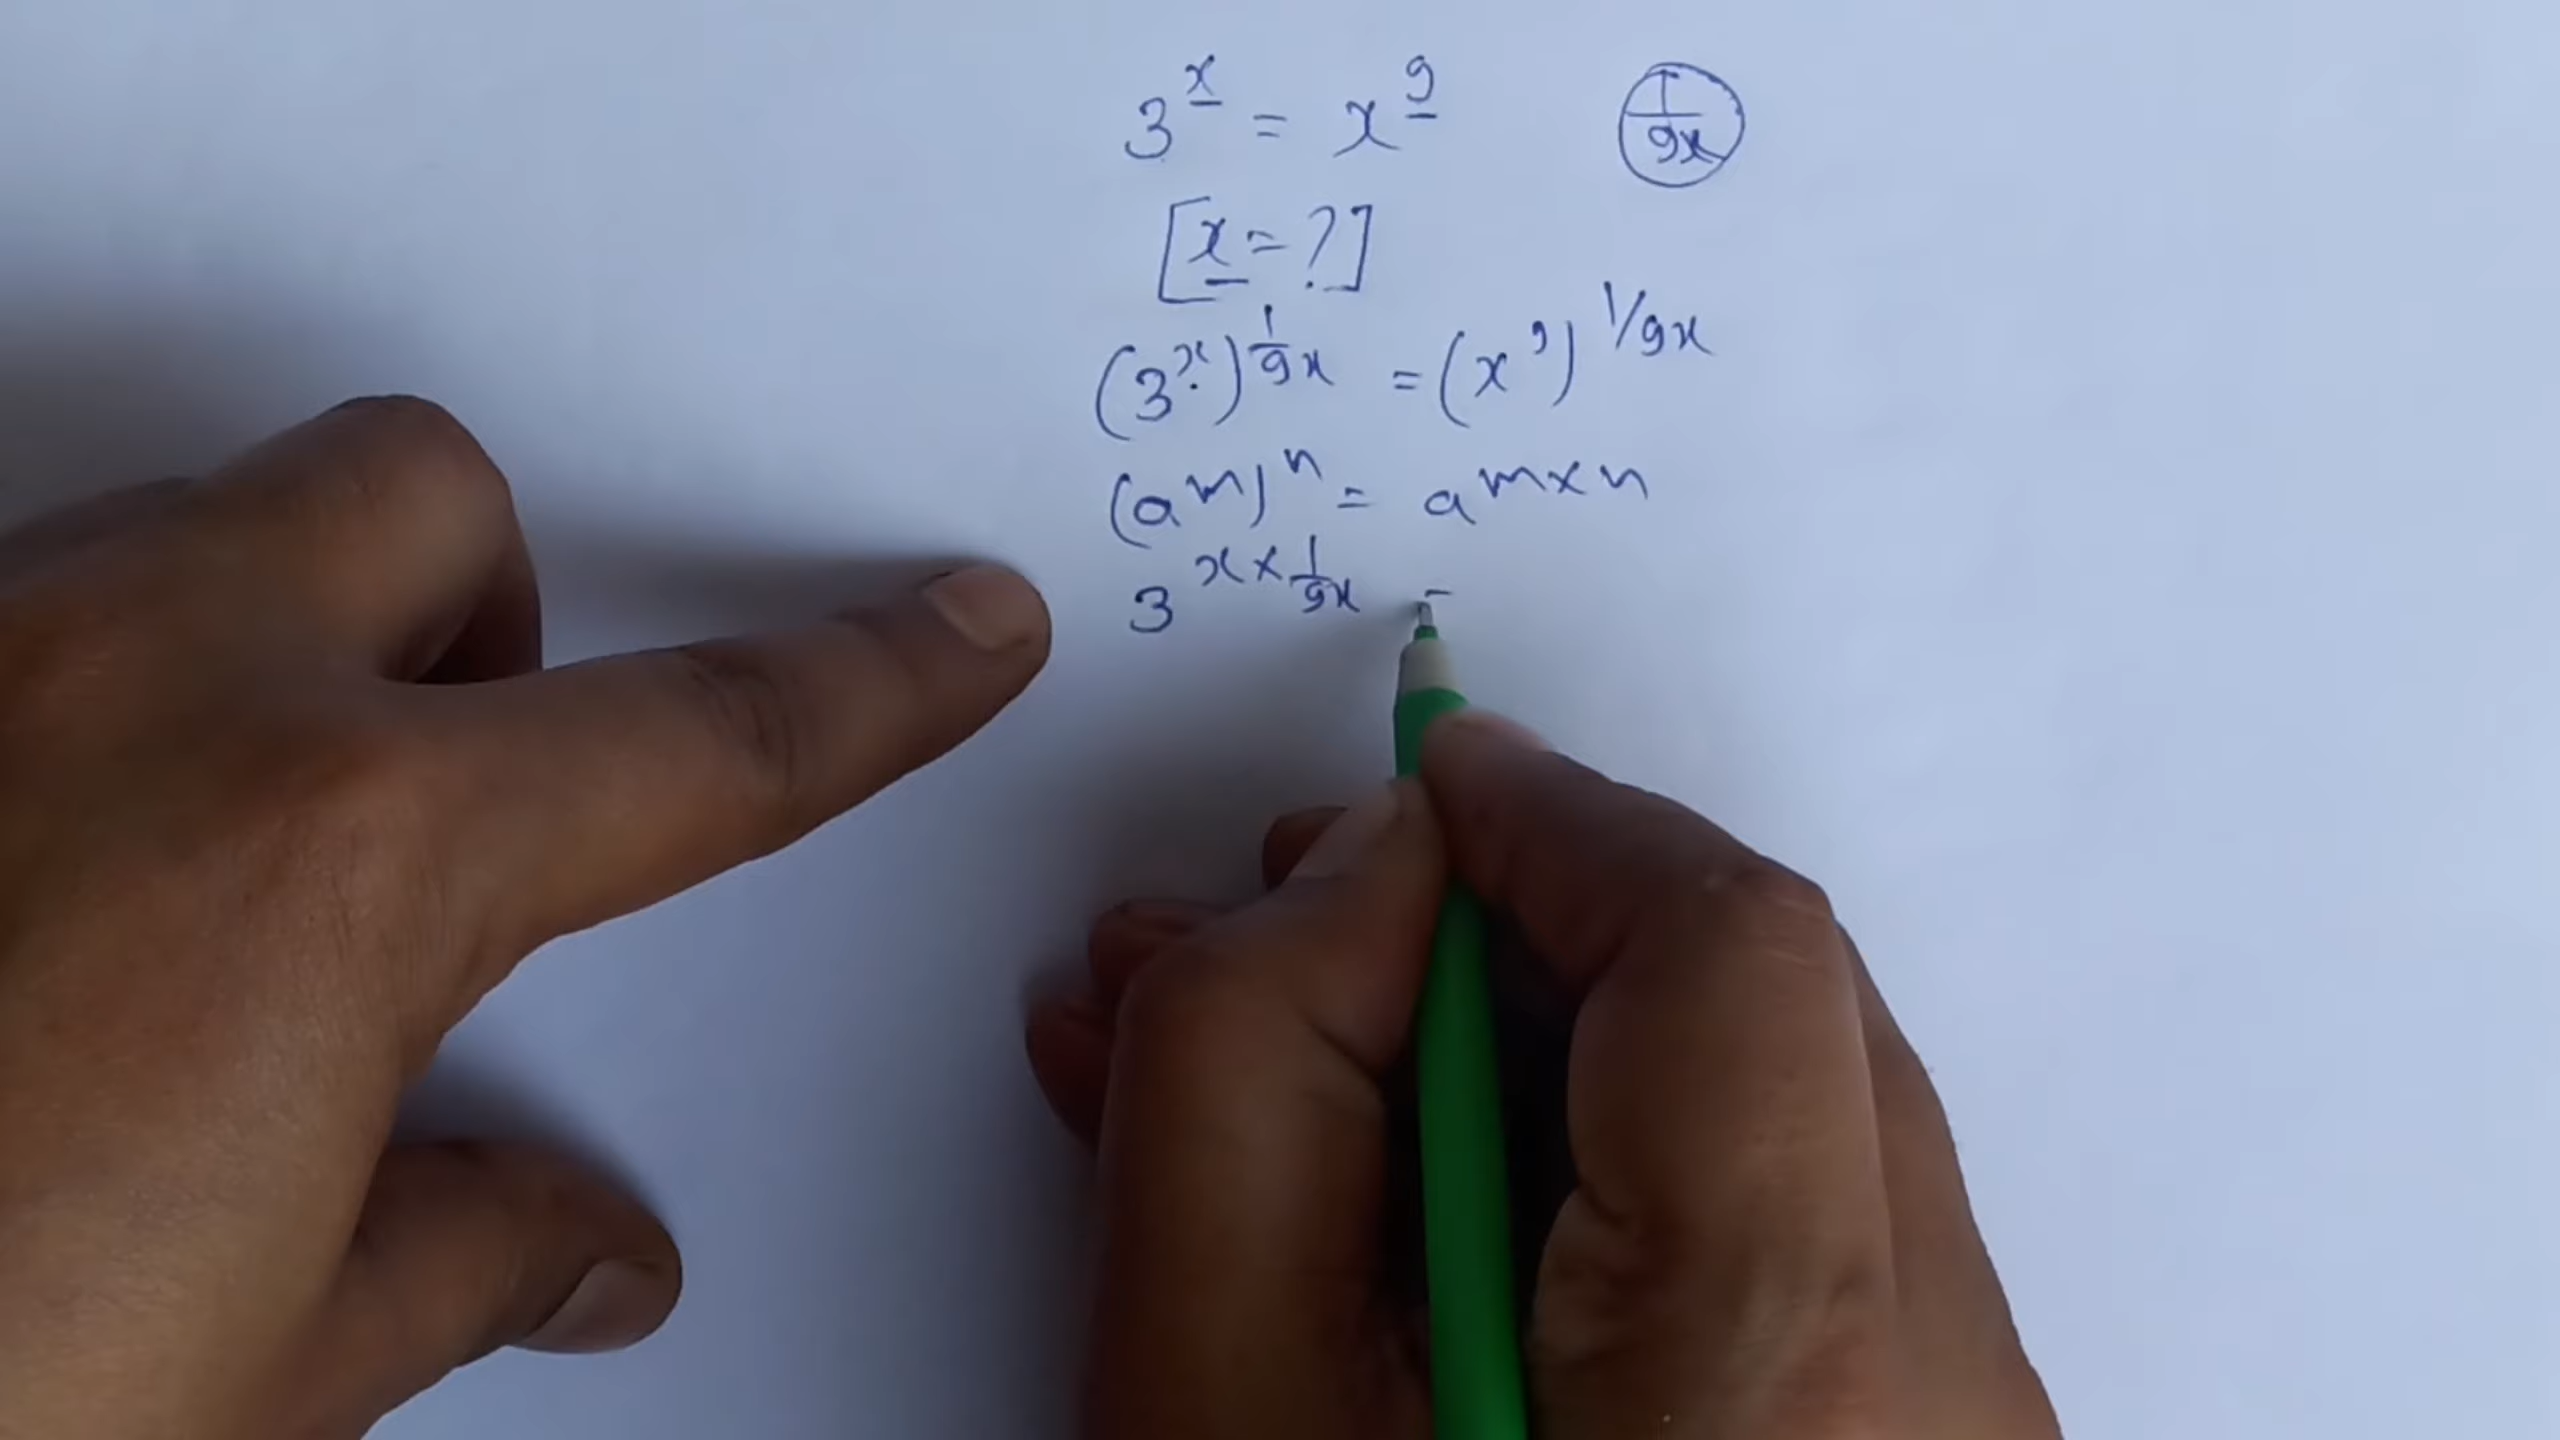 3^x = x^9
1/9x
[x = ?]
(3^x)^1/9x = (x^9)^1/9x
(a^m)^n = a^m×n
3^x×1/9x =